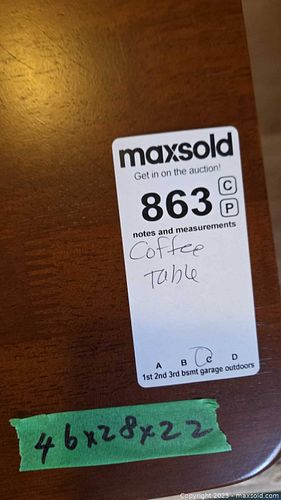 maxsold
Get in on the auction!
863 C P
notes and measurements
Coffee
Table
A B C D
1st 2nd 3rd bsmt garage outdoors
46x28x22
Copyright 2023 - maxsold.com